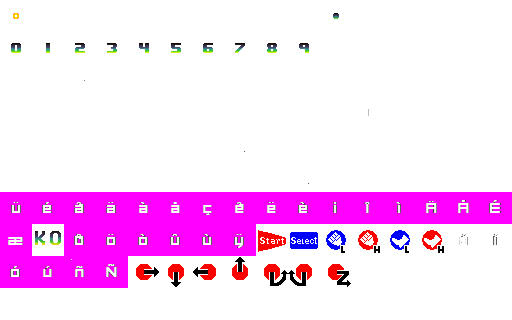 0 1 2 3 4 5 6 7 8 9
ü é â ä à å ç ê ë è ï Î ì Ä Å É
æ KO ô ö ò û ù ÿ Start Select L H L H
ó ú ñ Ñ